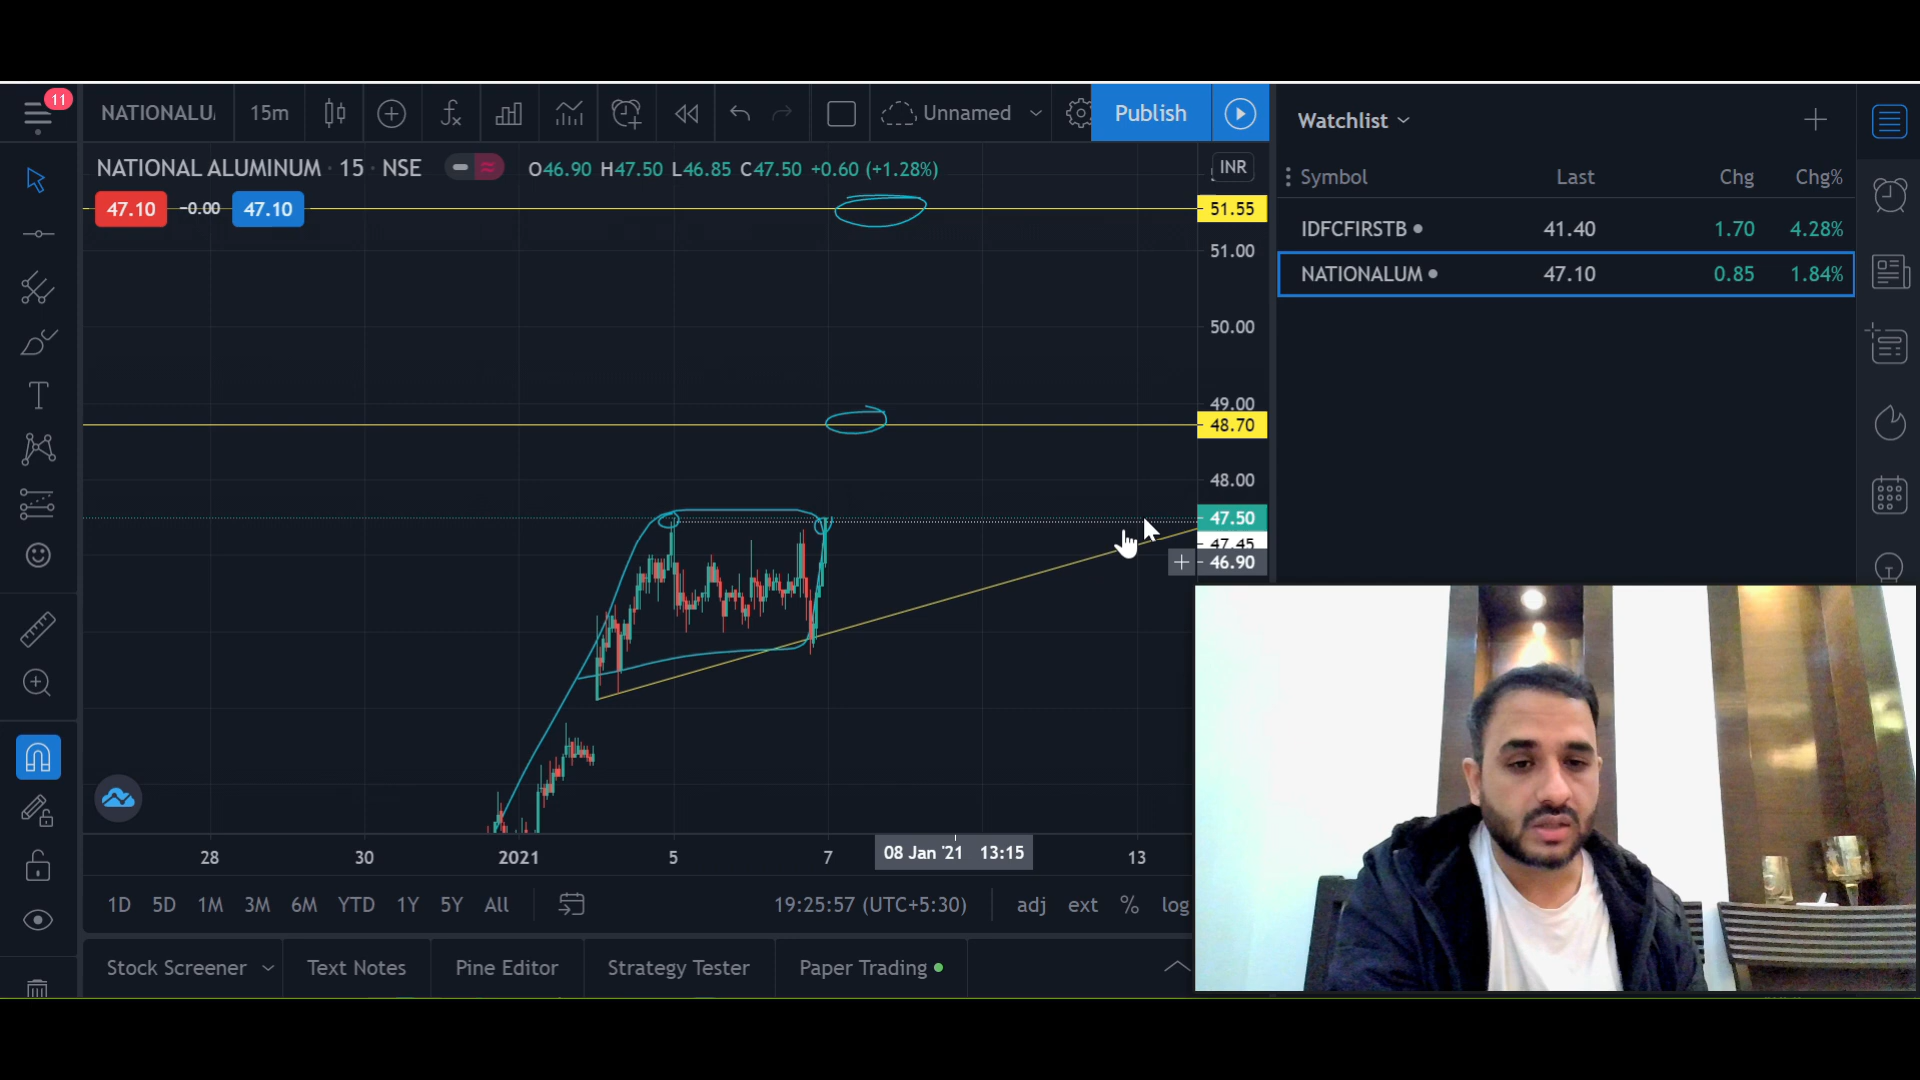 11
NATIONALU
15m
Unnamed
Publish
Watchlist
NATIONAL ALUMINUM · 15 · NSE
O46.90 H47.50 L46.85 C47.50 +0.60 (+1.28%)
INR
Symbol Last Chg Chg%
47.10 -0.00 47.10
51.55
51.00
IDFCFIRSTB 41.40 1.70 4.28%
NATIONALUM 47.10 0.85 1.84%
50.00
49.00
48.70
48.00
47.50
47.45
46.90
28 30 2021 5 7 08 Jan '21 13:15 13
1D 5D 1M 3M 6M YTD 1Y 5Y All 19:25:57 (UTC+5:30) adj ext % log
Stock Screener Text Notes Pine Editor Strategy Tester Paper Trading